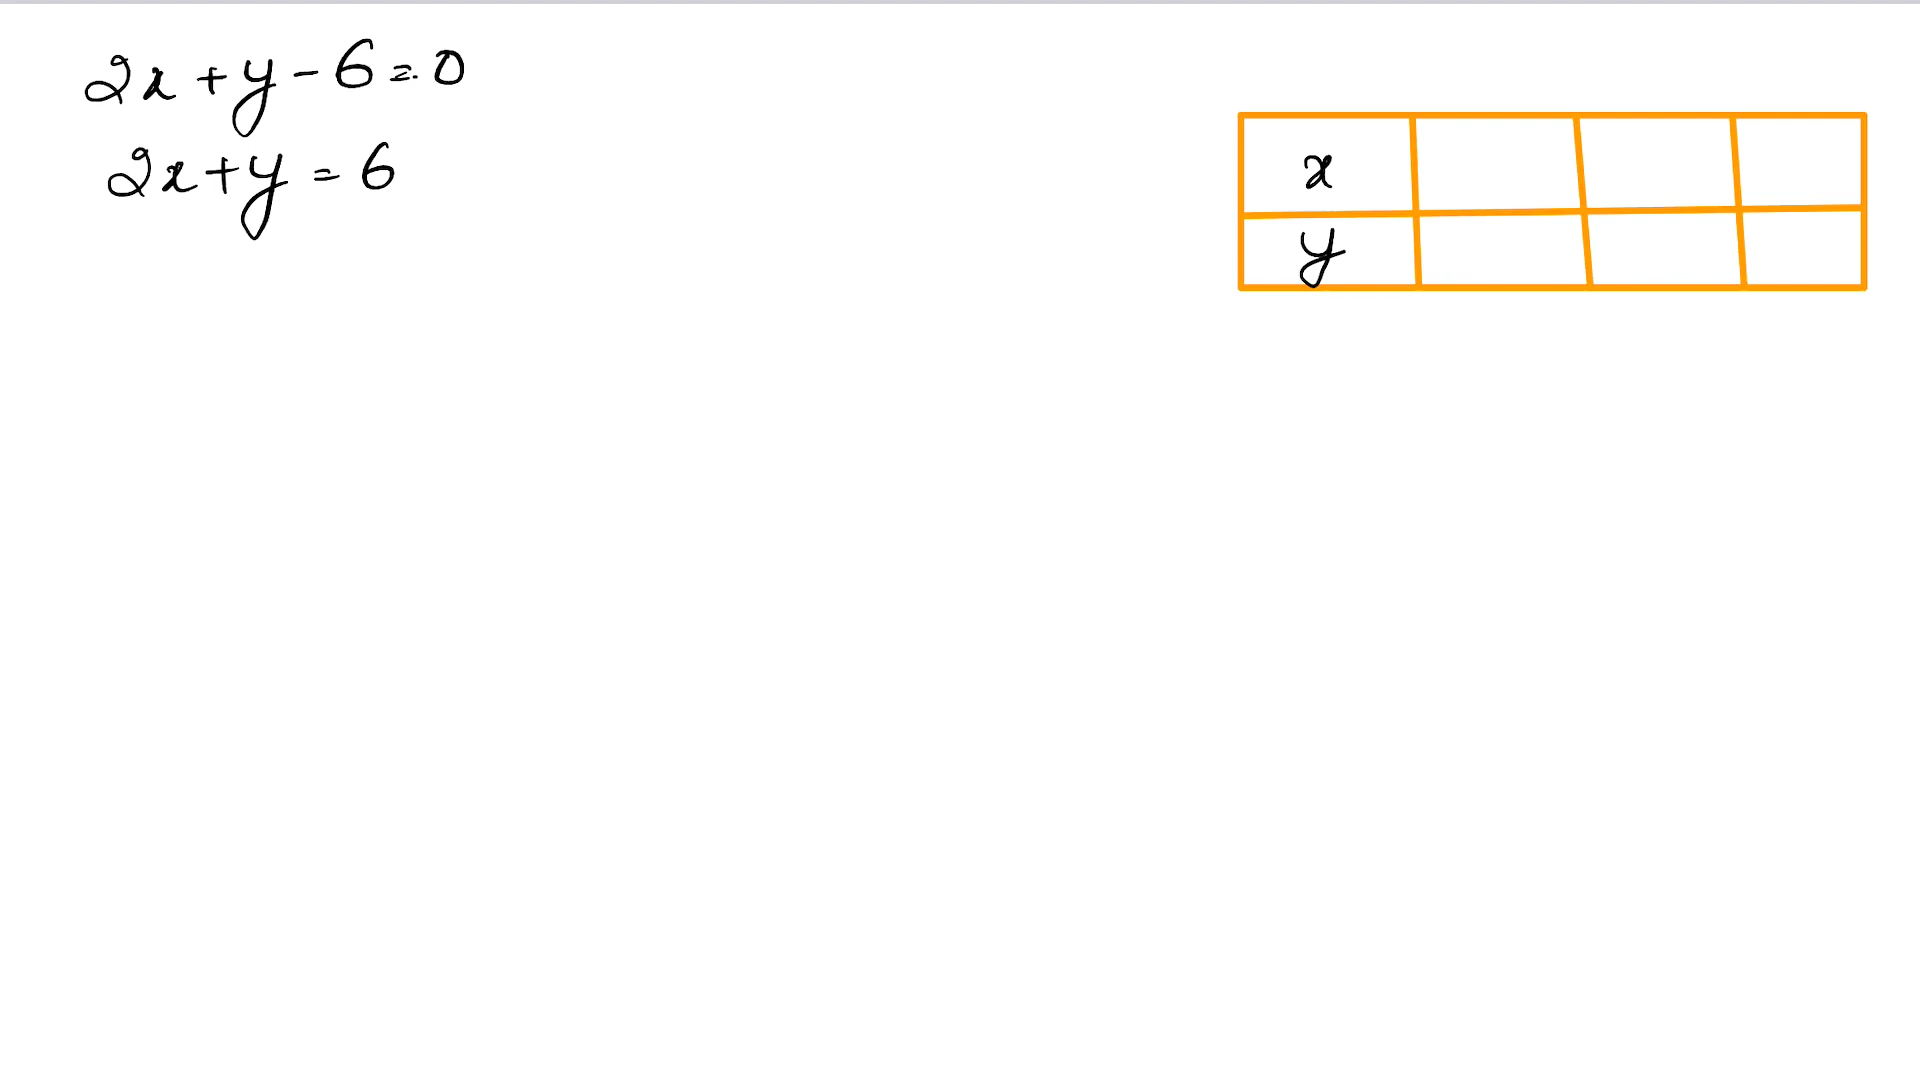 2x + y - 6 = 0
2x + y = 6
x
y